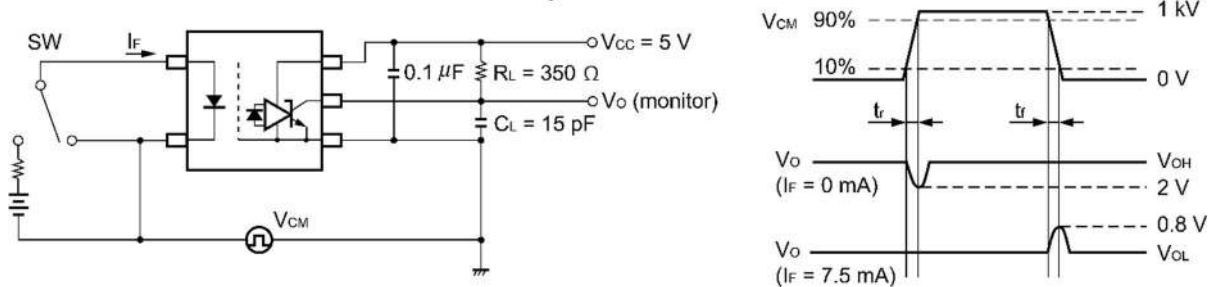 SW
IF
VCC = 5 V
0.1 μF
RL = 350 Ω
VO (monitor)
CL = 15 pF
VCM
VCM 90%
1 kV
10%
0 V
tr
tf
VO
(IF = 0 mA)
VOH
2 V
0.8 V
VO
(IF = 7.5 mA)
VOL